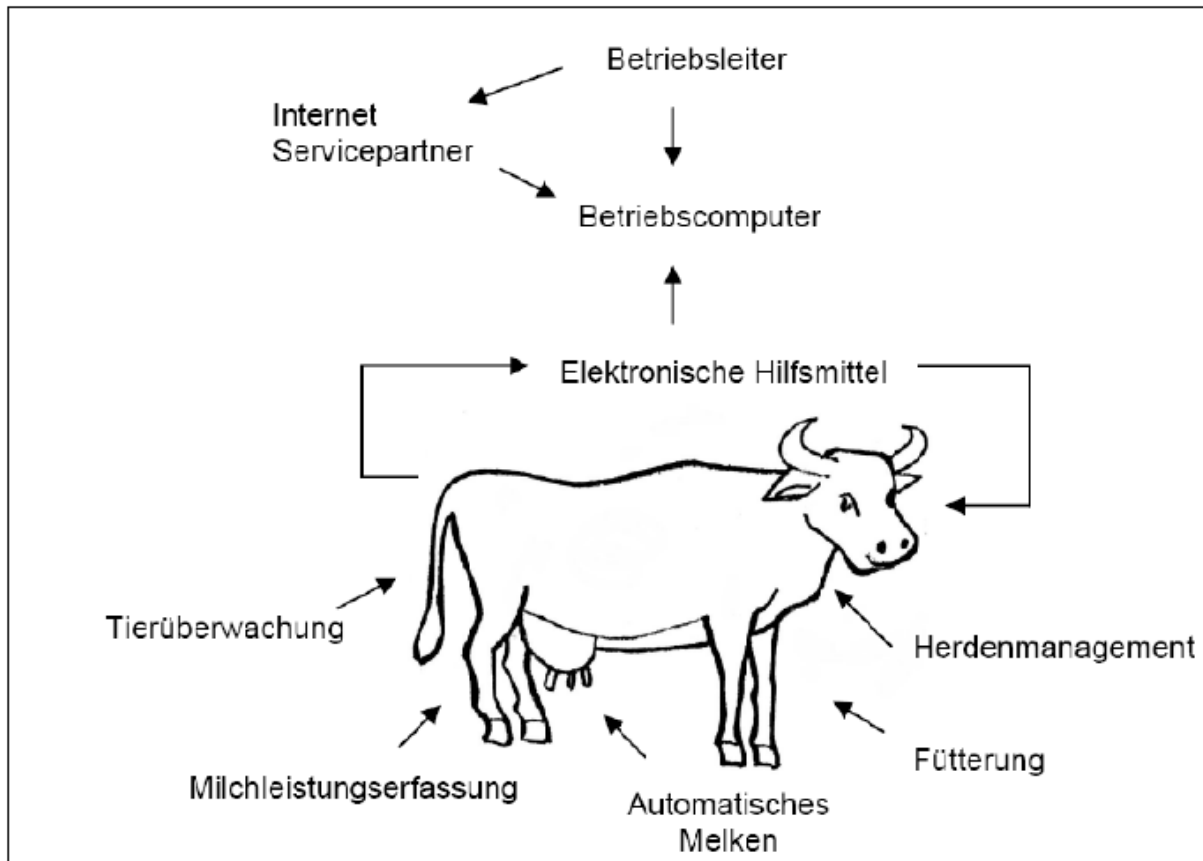 Betriebsleiter
Internet
Servicepartner
Betriebscomputer
Elektronische Hilfsmittel
Tierüberwachung
Herdenmanagement
Milchleistungserfassung
Automatisches
Melken
Fütterung